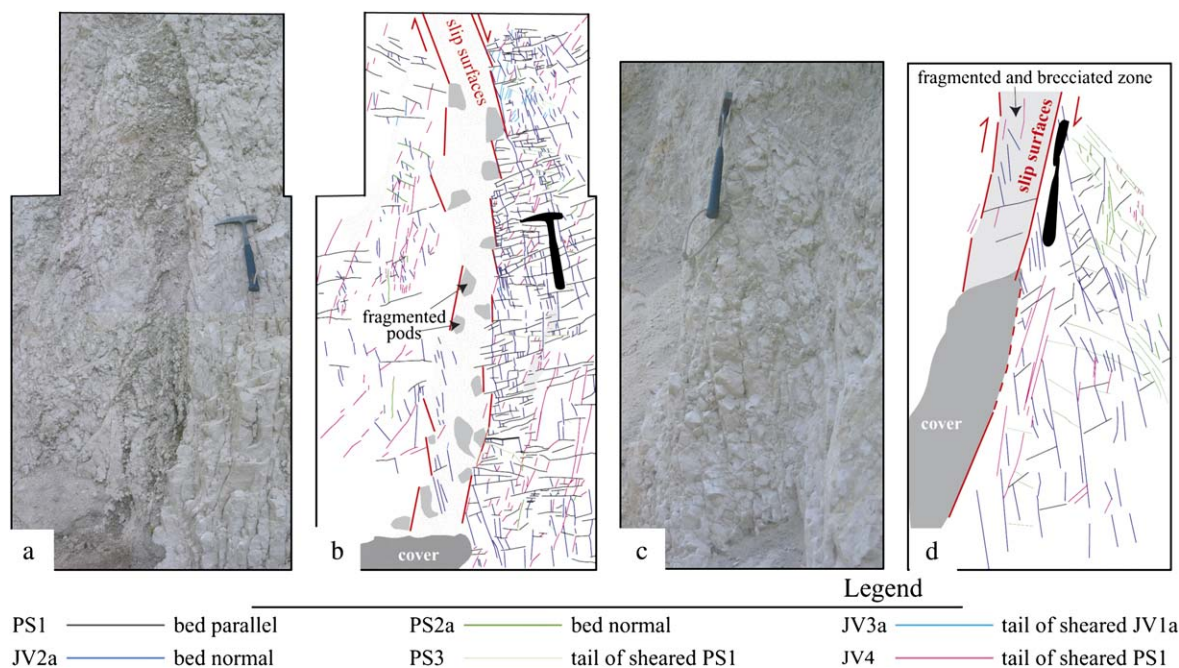 slip surfaces
fragmented
pods
cover
fragmented and brecciated zone
slip surfaces
cover
a
b
c
d
Legend
PS1 bed parallel PS2a bed normal JV3a tail of sheared JV1a
JV2a bed normal PS3 tail of sheared PS1 JV4 tail of sheared PS1